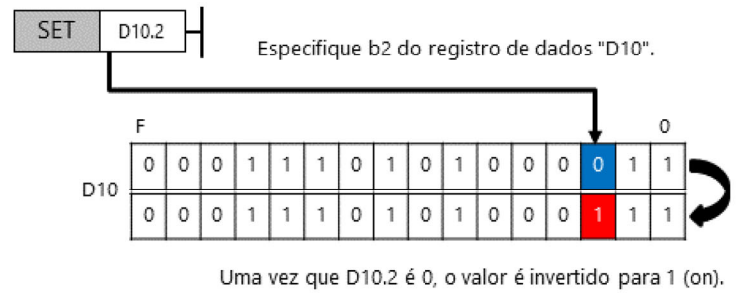 SET D10.2
Especifique b2 do registro de dados "D10".
F 0
0 0 0 1 1 1 0 1 0 1 0 0 0 0 1 1
D10
0 0 0 1 1 1 0 1 0 1 0 0 0 1 1 1
Uma vez que D10.2 é 0, o valor é invertido para 1 (on).